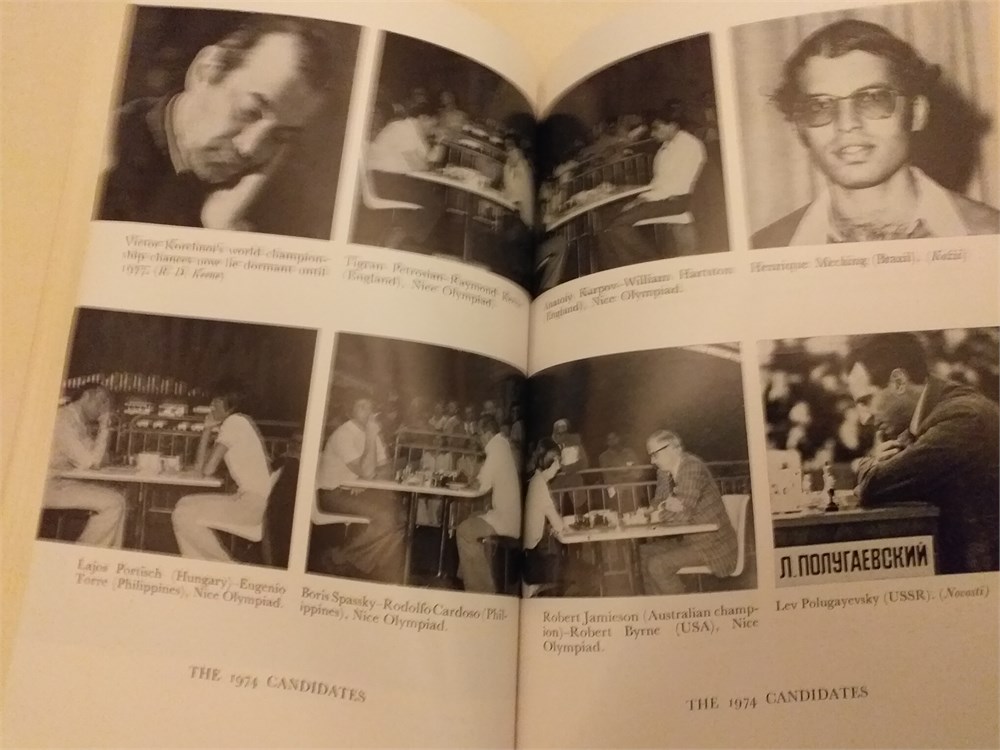 Victor Korchnoi's world champion-
ship chances now lie dormant until
1977. (R. D. Keene)
Tigran Petrosian–Raymond Keene
(England), Nice Olympiad.
Karpov–William Hartston
England), Nice Olympiad.
Henrique Mecking (Brazil).
Lajos Portisch (Hungary)–Eugenio
Torre (Philippines), Nice Olympiad.
Boris Spassky–Rodolfo Cardoso (Phil-
ippines), Nice Olympiad.
Robert Jamieson (Australian champ-
ion)–Robert Byrne (USA), Nice
Olympiad.
Л.ПОЛУГАЕВСКИЙ
Lev Polugayevsky (USSR). (Novosti)
THE 1974 CANDIDATES
THE 1974 CANDIDATES